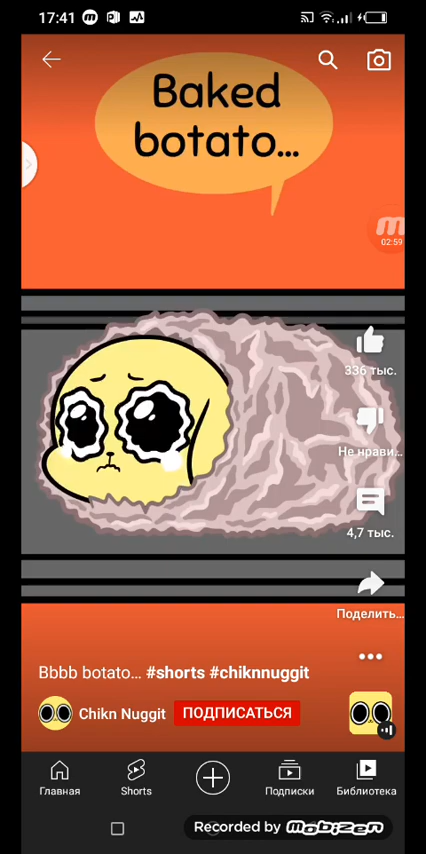 17:41
Baked
botato...
02:59
336 тыс.
Не нрави...
4,7 тыс.
Поделить...
Bbbb botato... #shorts #chiknnuggit
Chikn Nuggit ПОДПИСАТЬСЯ
Главная Shorts Подписки Библиотека
Recorded by mobizen